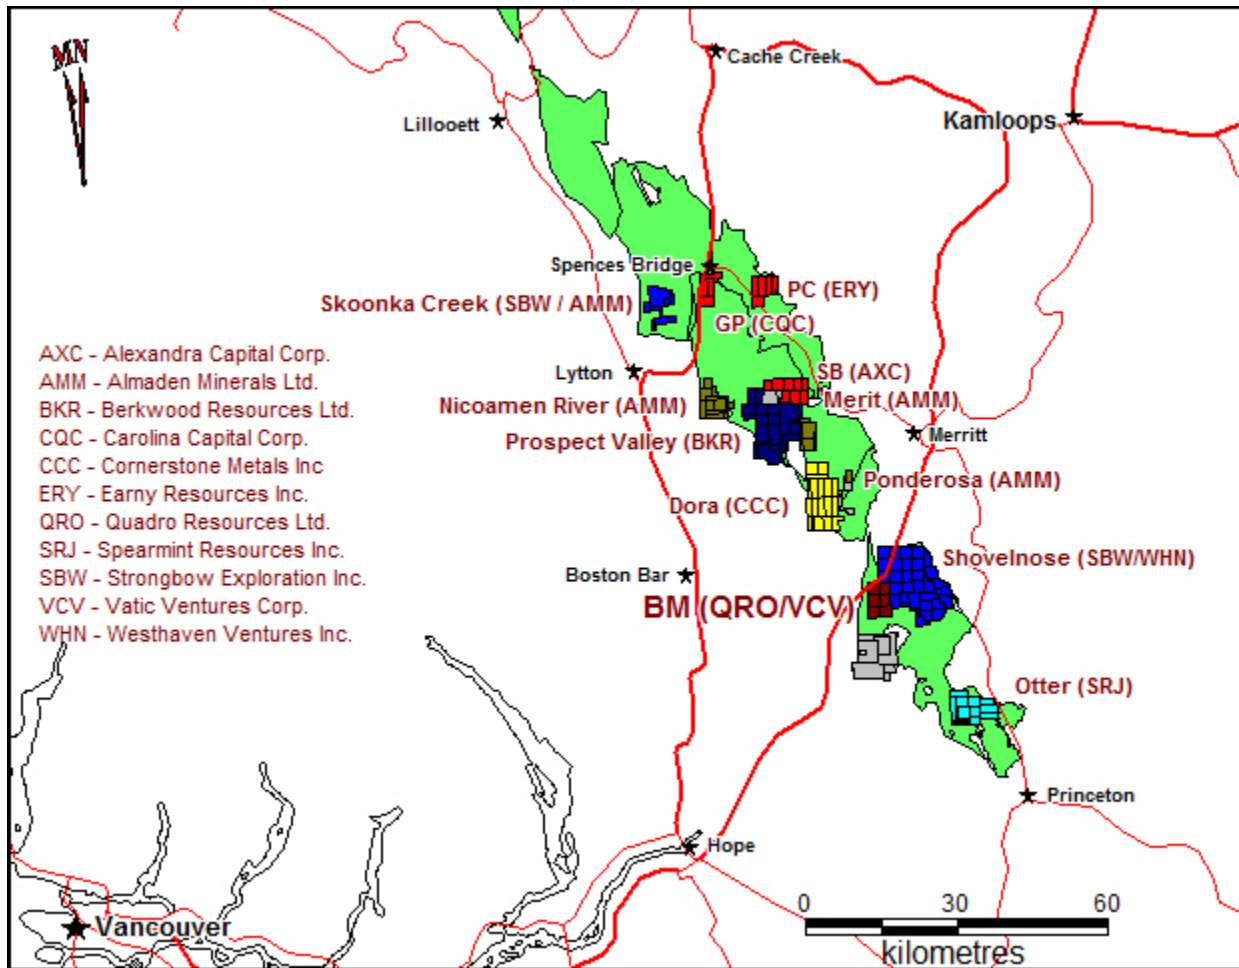 MN
Cache Creek
Lillooett
Kamloops
Spences Bridge
PC (ERY)
Skoonka Creek (SBW / AMM)
GP (CQC)
AXC - Alexandra Capital Corp.
AMM - Almaden Minerals Ltd.
BKR - Berkwood Resources Ltd.
CQC - Carolina Capital Corp.
CCC - Cornerstone Metals Inc
ERY - Earny Resources Inc.
QRO - Quadro Resources Ltd.
SRJ - Spearmint Resources Inc.
SBW - Strongbow Exploration Inc.
VCV - Vatic Ventures Corp.
WHN - Westhaven Ventures Inc.
Lytton
SB (AXC)
Nicoamen River (AMM)
Merit (AMM)
Prospect Valley (BKR)
Merritt
Ponderosa (AMM)
Dora (CCC)
Shovelnose (SBW/WHN)
Boston Bar
BM (QRO/VCV)
Otter (SRJ)
Princeton
Hope
Vancouver
0 30 60
kilometres